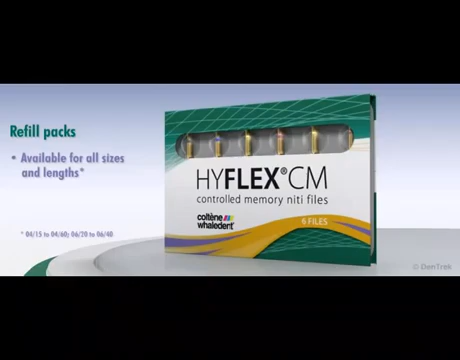 Refill packs
• Available for all sizes
and lengths*
* 04/15 to 04/60; 06/20 to 06/40
HYFLEX® CM
controlled memory niti files
coltène
whaledent®
6 FILES
© DenTrek